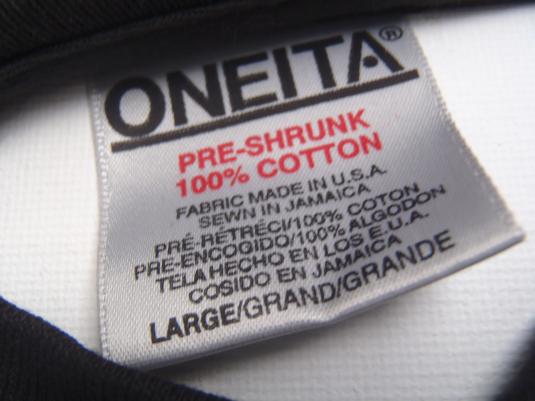 ONEITA®
PRE-SHRUNK
100% COTTON
FABRIC MADE IN U.S.A.
SEWN IN JAMAICA
PRÉ-RÉTRÉCI/100% COTON
PRE-ENCOGIDO/100% ALGODON
TELA HECHO EN LOS E.U.A.
COSIDO EN JAMAICA
LARGE/GRAND/GRANDE